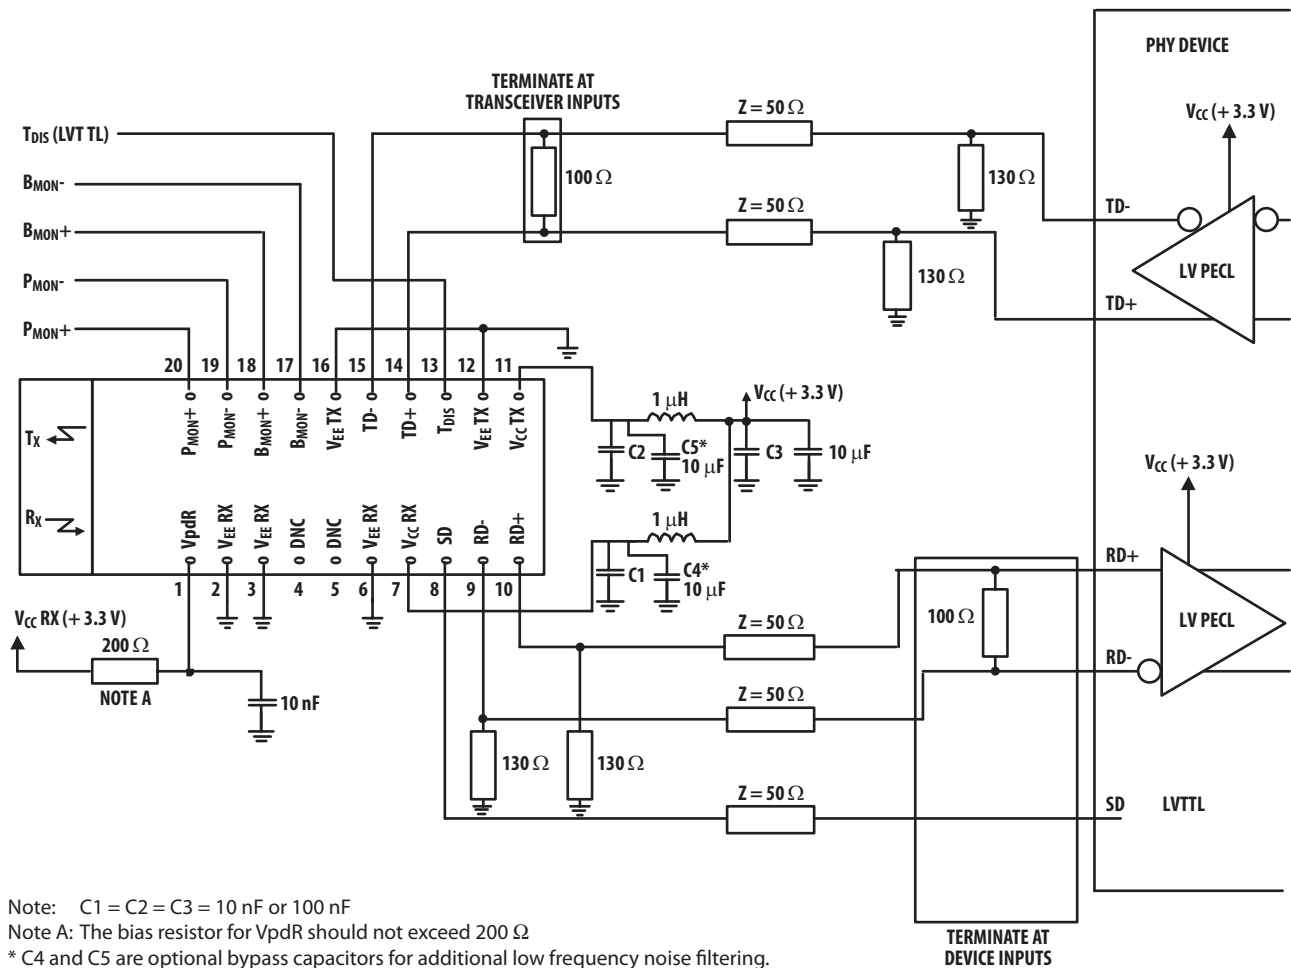 PHY DEVICE
TERMINATE AT
TRANSCEIVER INPUTS
Z = 50 Ω
VCC (+ 3.3 V)
TDIS (LVT TL)
100 Ω
130 Ω
BMON-
Z = 50 Ω
TD-
BMON+
LV PECL
130 Ω
PMON-
TD+
PMON+
20 19 18 17 16 15 14 13 12 11
TX
PMON+
PMON-
BMON+
BMON-
VEE TX
TD-
TD+
TDIS
VEE TX
VCC TX
1 μH
VCC (+ 3.3 V)
C2
C5*
10 μF
C3
10 μF
VCC (+ 3.3 V)
RX
VpdR
VEE RX
VEE RX
DNC
DNC
VEE RX
VCC RX
SD
RD-
RD+
1 μH
C1
C4*
10 μF
1 2 3 4 5 6 7 8 9 10
RD+
100 Ω
LV PECL
RD-
VCC RX (+ 3.3 V)
200 Ω
NOTE A
10 nF
Z = 50 Ω
Z = 50 Ω
130 Ω
130 Ω
Z = 50 Ω
SD
LVTTL
Note: C1 = C2 = C3 = 10 nF or 100 nF
Note A: The bias resistor for VpdR should not exceed 200 Ω
* C4 and C5 are optional bypass capacitors for additional low frequency noise filtering.
TERMINATE AT
DEVICE INPUTS